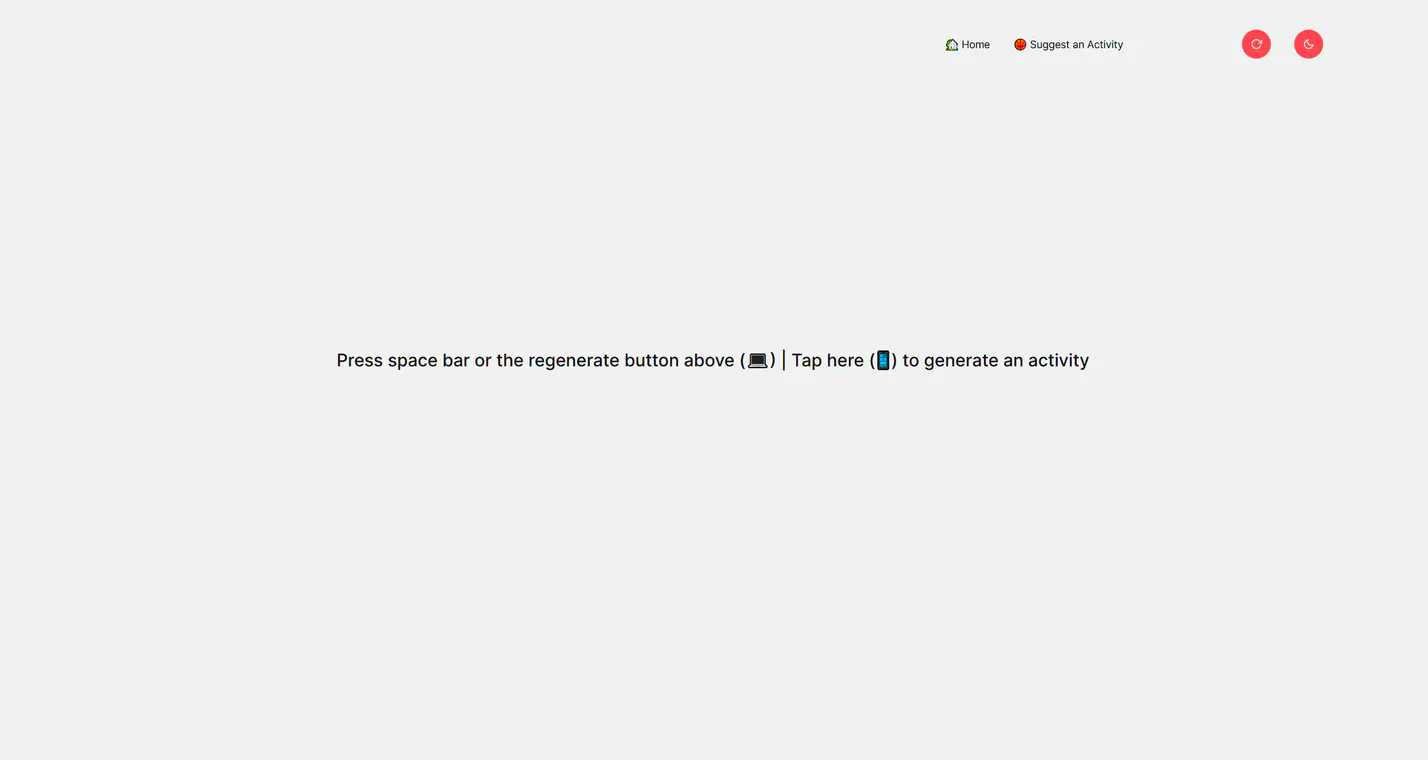 🏡 Home 🏀 Suggest an Activity
Press space bar or the regenerate button above (💻) | Tap here (📱) to generate an activity